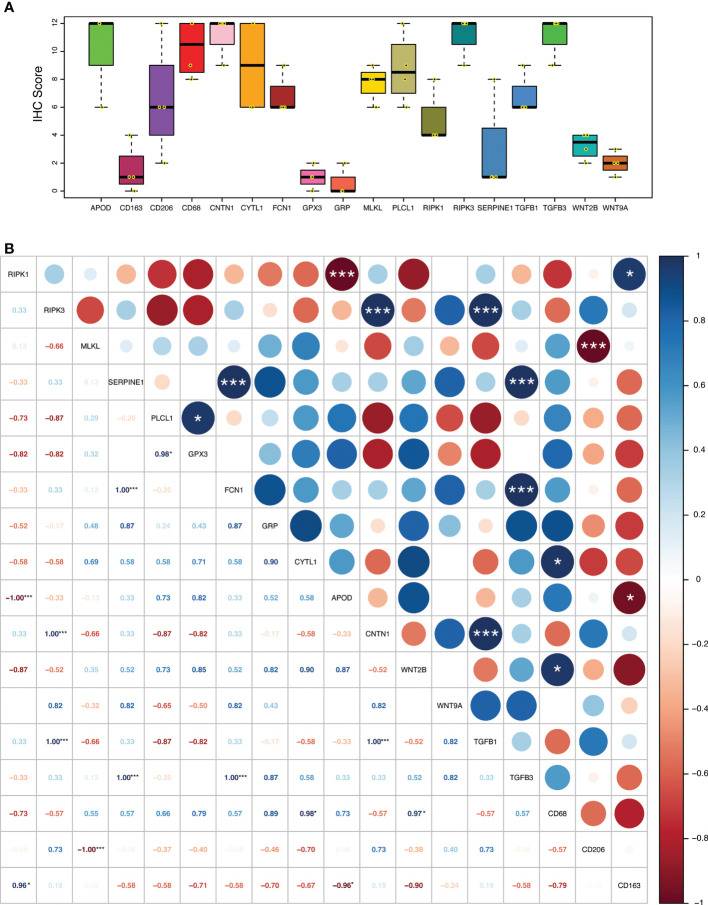 A
IHC Score
12
10
8
6
4
2
0
APOD CD163 CD206 CD68 CNTN1 CYTL1 FCN1 GPX3 GRP MLKL PLCL1 RIPK1 RIPK3 SERPINE1 TGFB1 TGFB3 WNT2B WNT9A
B
RIPK1 *** *
0.33 RIPK3 *** ***
0.13 −0.66 MLKL ***
−0.33 0.33 0.13 SERPINE1 *** ***
−0.73 −0.87 0.29 −0.20 PLCL1 *
−0.82 −0.82 0.32 0.98* GPX3
−0.33 0.33 0.13 1.00*** −0.20 FCN1 ***
−0.52 −0.17 0.48 0.87 0.24 0.43 0.87 GRP
−0.58 −0.58 0.69 0.58 0.58 0.71 0.58 0.90 CYTL1 *
−1.00*** −0.33 −0.13 0.33 0.73 0.82 0.33 0.52 0.58 APOD *
0.33 1.00*** −0.66 0.33 −0.87 −0.82 0.33 −0.17 −0.58 −0.33 CNTN1 ***
−0.87 −0.52 0.35 0.52 0.73 0.85 0.52 0.82 0.90 0.87 −0.52 WNT2B *
0.82 −0.32 0.82 −0.65 −0.50 0.82 0.43 0.82 WNT9A
0.33 1.00*** −0.66 0.33 −0.87 −0.82 0.33 −0.17 −0.58 −0.33 1.00*** −0.52 0.82 TGFB1
−0.33 0.33 0.13 1.00*** −0.20 1.00*** 0.87 0.58 0.33 0.33 0.52 0.82 0.33 TGFB3
−0.73 −0.57 0.55 0.57 0.66 0.79 0.57 0.89 0.98* 0.73 −0.57 0.97* −0.57 0.57 CD68
0.73 −1.00*** −0.37 −0.40 −0.46 −0.70 0.73 −0.38 0.40 0.73 −0.57 CD206
0.96* 0.19 −0.58 −0.58 −0.71 −0.58 −0.70 −0.67 −0.96* 0.19 −0.90 −0.24 0.19 −0.58 −0.79 CD163
1
0.8
0.6
0.4
0.2
0
−0.2
−0.4
−0.6
−0.8
−1